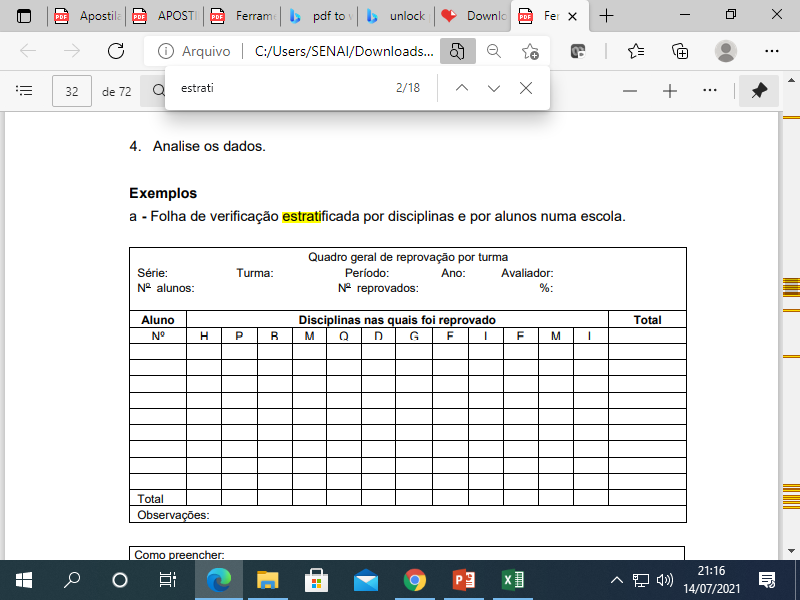 Apostila
APOSTI
Ferrame
pdf to w
unlock
Downlo
Fer
Arquivo
C:/Users/SENAI/Downloads...
32 de 72
estrati 2/18
4. Analise os dados.
Exemplos
a - Folha de verificação estratificada por disciplinas e por alunos numa escola.
Quadro geral de reprovação por turma
Série: Turma: Período: Ano: Avaliador:
Nº alunos: Nº reprovados: %:
Aluno Disciplinas nas quais foi reprovado Total
Nº H P B M Q D G F I F M I
Total
Observações:
Como preencher:
21:16
14/07/2021